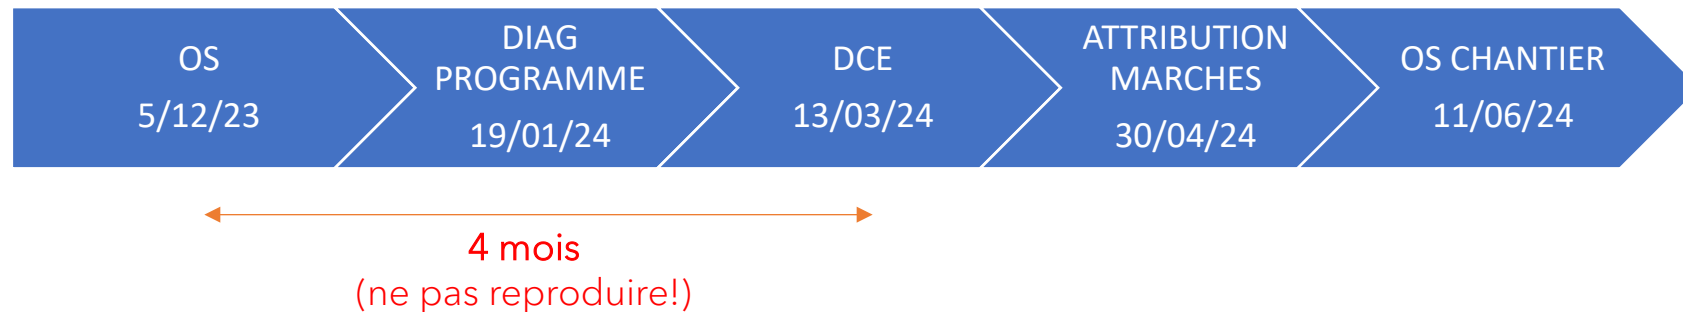 OS
5/12/23
DIAG
PROGRAMME
19/01/24
DCE
13/03/24
ATTRIBUTION
MARCHES
30/04/24
OS CHANTIER
11/06/24
4 mois
(ne pas reproduire!)